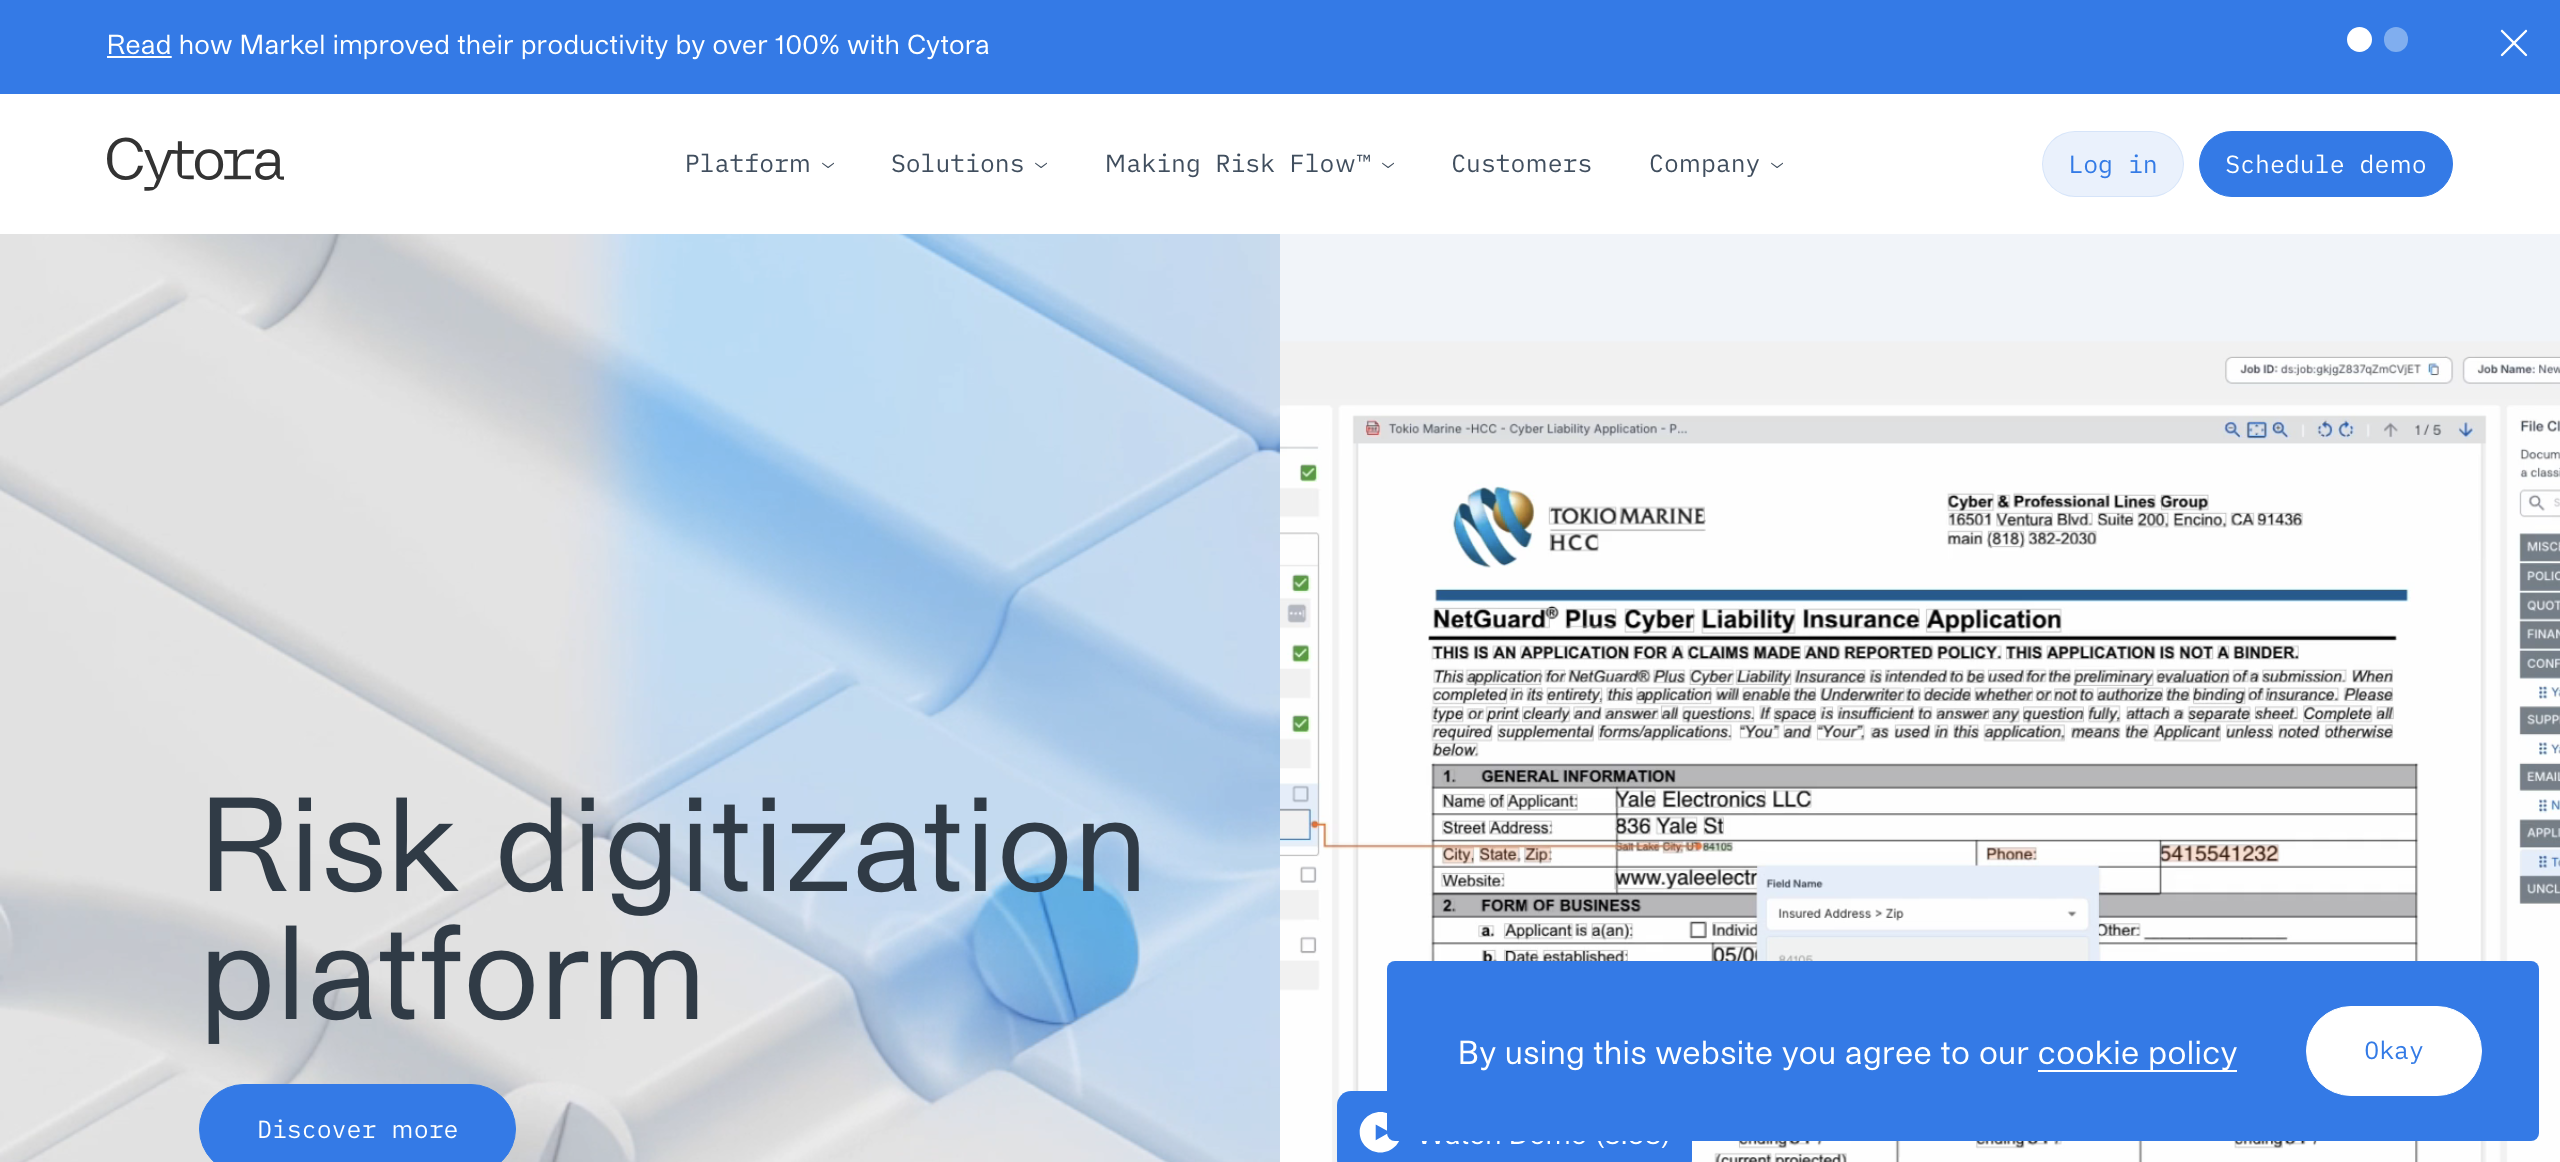 Read how Markel improved their productivity by over 100% with Cytora
Cytora
Platform
Solutions
Making Risk Flow™
Customers
Company
Log in
Schedule demo
Risk digitization
platform
Discover more
Job ID: ds:job:gkjgZ837qZmCVjET
Job Name: New
Tokio Marine -HCC - Cyber Liability Application - P...
1 / 5
TOKIO MARINE
HCC
Cyber & Professional Lines Group
16501 Ventura Blvd. Suite 200, Encino, CA 91436
main (818) 382-2030
NetGuard® Plus Cyber Liability Insurance Application
THIS IS AN APPLICATION FOR A CLAIMS MADE AND REPORTED POLICY. THIS APPLICATION IS NOT A BINDER.
This application for NetGuard® Plus Cyber Liability Insurance is intended to be used for the preliminary evaluation of a submission. When
completed in its entirety, this application will enable the Underwriter to decide whether or not to authorize the binding of insurance. Please
type or print clearly and answer all questions. If space is insufficient to answer any question fully, attach a separate sheet. Complete all
required supplemental forms/applications. "You" and "Your", as used in this application, means the Applicant unless noted otherwise
below.
1. GENERAL INFORMATION
Name of Applicant: Yale Electronics LLC
Street Address: 836 Yale St
City, State, Zip: Salt Lake City, UT 84105 Phone: 5415541232
Website: www.yaleelectr
2. FORM OF BUSINESS
a. Applicant is a(an): Individ Other:
b. Date established: 05/0
Field Name
Insured Address > Zip
84105
File Cl
Docum
a classi
MISC
POLIC
QUOT
FINAN
CONF
SUPP
EMAIL
APPLI
UNCL
By using this website you agree to our cookie policy
Okay
(current projected)